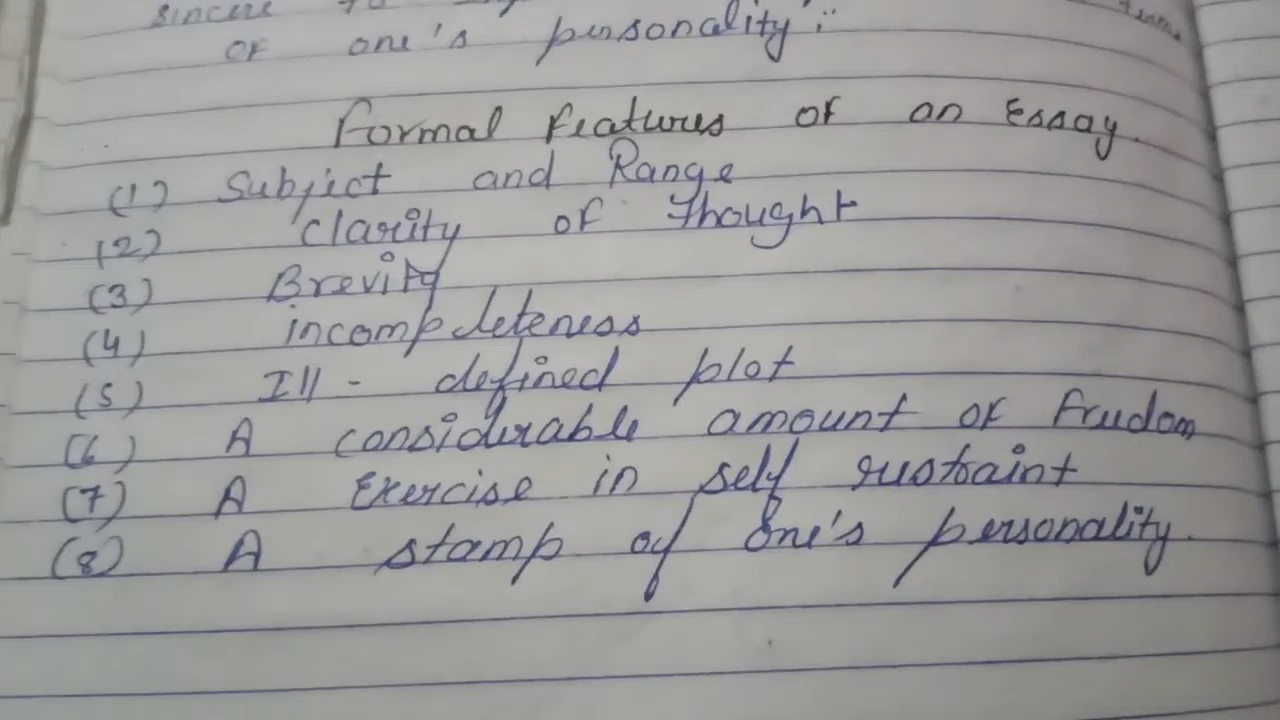 sincere to
of one's personality :
Formal Features of an Essay.
(1) Subject and Range
(2) Clarity of Thought
(3) Brevity
(4) incompleteness
(5) Ill - defined plot
(6) A considerable amount of Freedom
(7) A Exercise in self restraint
(8) A stamp of one's personality.